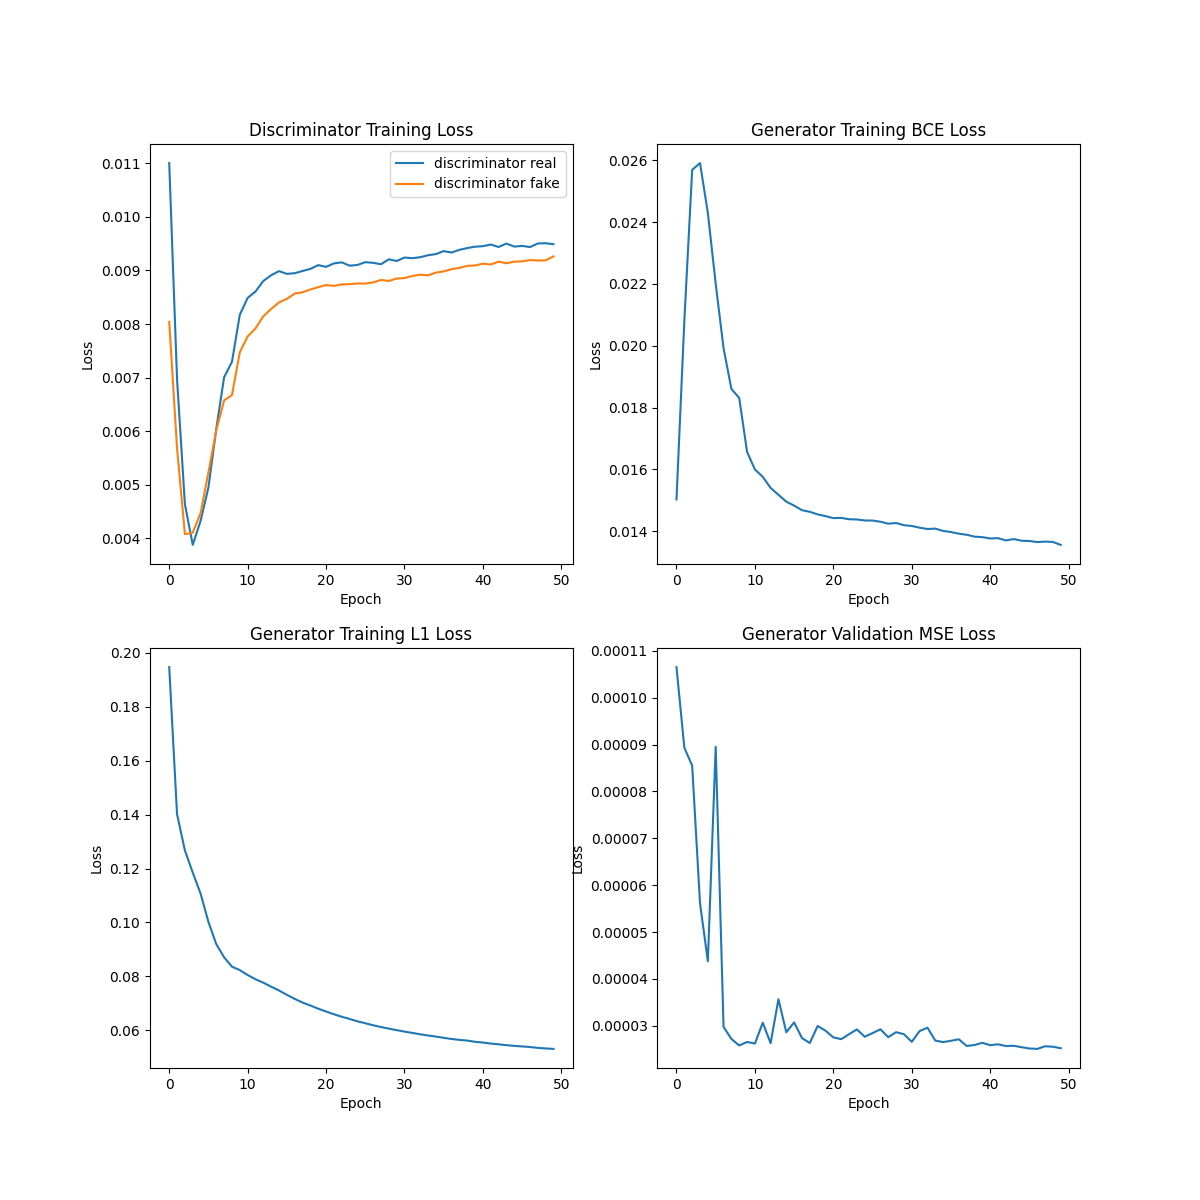 Discriminator Training Loss
discriminator real
discriminator fake
0.011
0.010
0.009
0.008
0.007
0.006
0.005
0.004
Loss
0 10 20 30 40 50
Epoch
Generator Training BCE Loss
0.026
0.024
0.022
0.020
0.018
0.016
0.014
Loss
0 10 20 30 40 50
Epoch
Generator Training L1 Loss
0.20
0.18
0.16
0.14
0.12
0.10
0.08
0.06
Loss
0 10 20 30 40 50
Epoch
Generator Validation MSE Loss
0.00011
0.00010
0.00009
0.00008
0.00007
0.00006
0.00005
0.00004
0.00003
Loss
0 10 20 30 40 50
Epoch